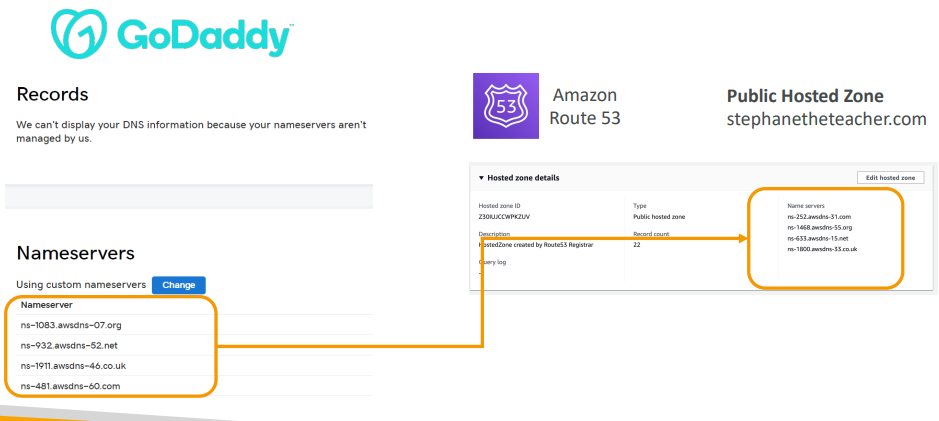 GoDaddy
Records
We can't display your DNS information because your nameservers aren't
managed by us.
Nameservers
Using custom nameservers Change
Nameserver
ns-1083.awsdns-07.org
ns-932.awsdns-52.net
ns-1911.awsdns-46.co.uk
ns-481.awsdns-60.com
53
Amazon
Route 53
Public Hosted Zone
stephanetheteacher.com
▼ Hosted zone details
Edit hosted zone
Hosted zone ID
Z30IUJCCWPKZUV
Description
HostedZone created by Route53 Registrar
Query log
-
Type
Public hosted zone
Record count
22
Name servers
ns-252.awsdns-31.com
ns-1468.awsdns-55.org
ns-633.awsdns-15.net
ns-1800.awsdns-33.co.uk